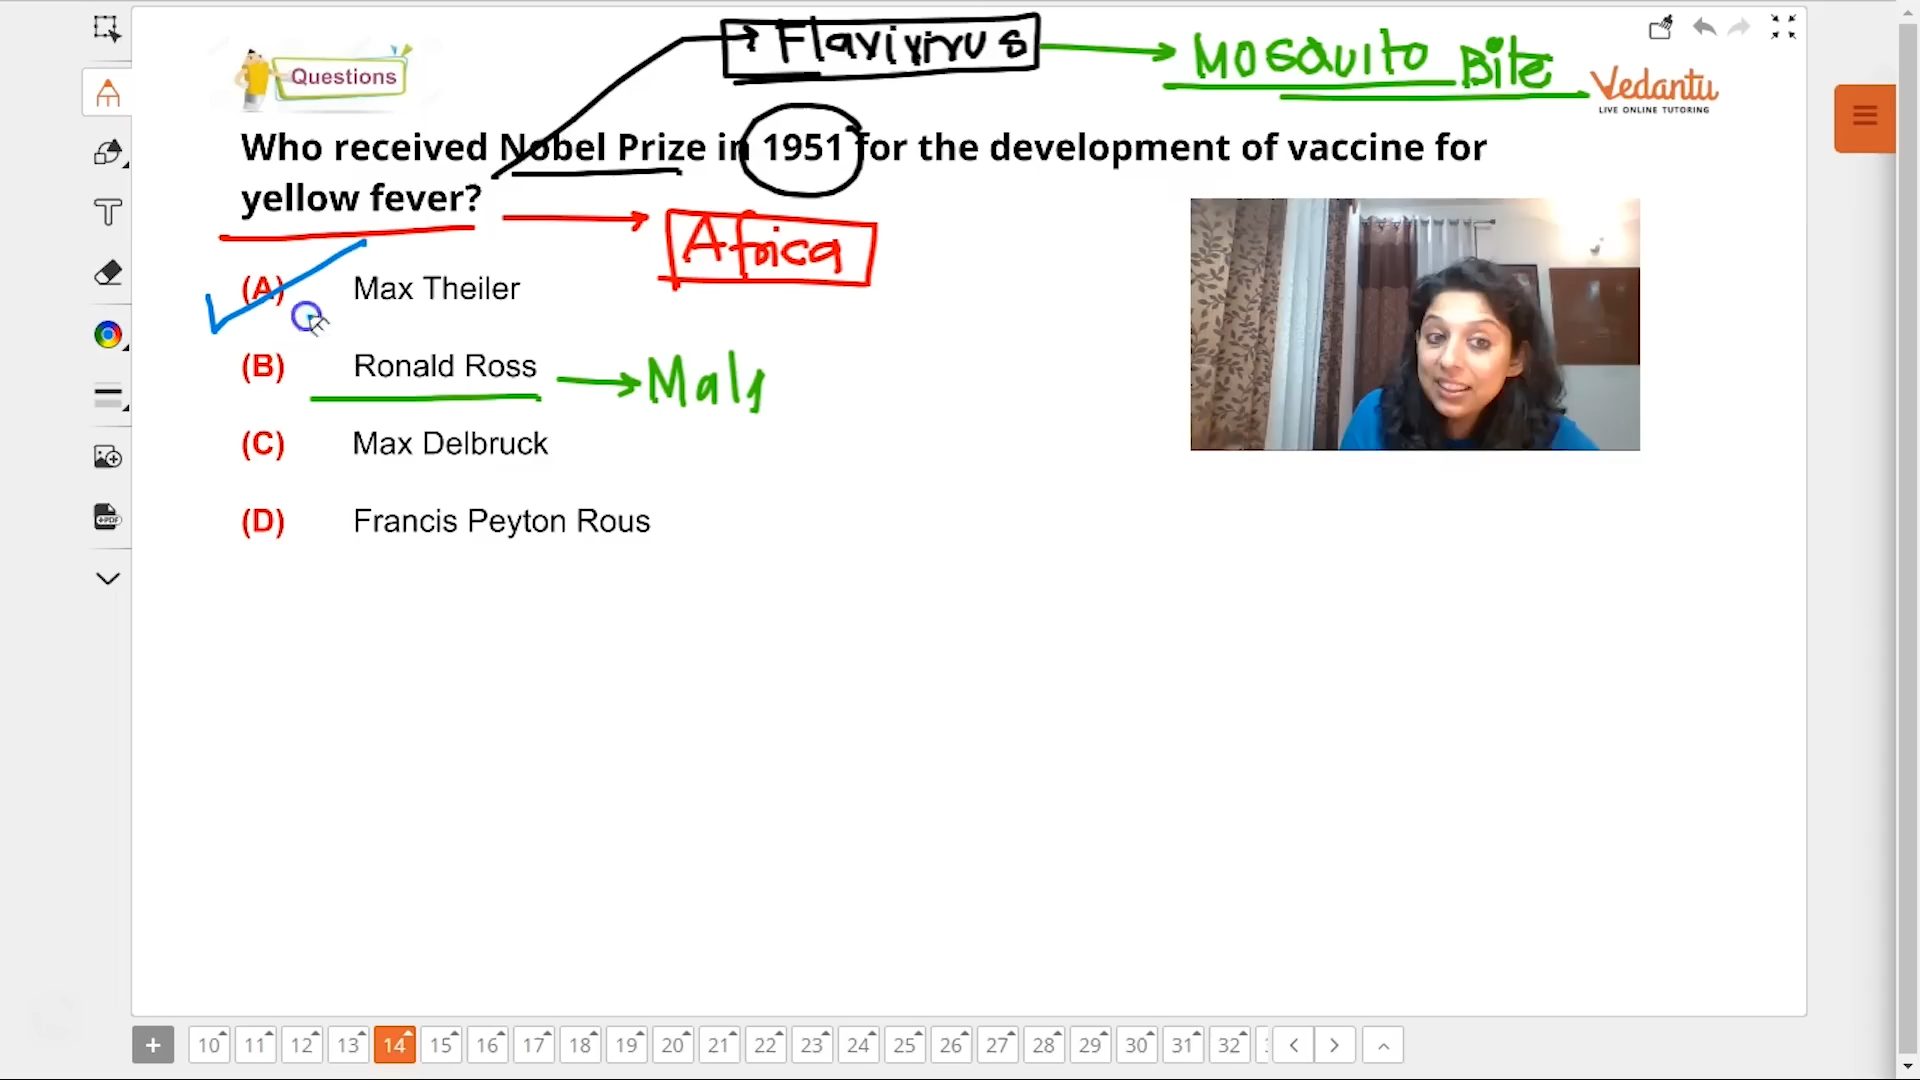 Flavivirus
Mosquito Bite
Questions
Vedantu
LIVE ONLINE TUTORING
Who received Nobel Prize in 1951 for the development of vaccine for
yellow fever?
Africa
(A) Max Theiler
(B) Ronald Ross
Mala
(C) Max Delbruck
(D) Francis Peyton Rous
T
+PDF
+ 10 11 12 13 14 15 16 17 18 19 20 21 22 23 24 25 26 27 28 29 30 31 32